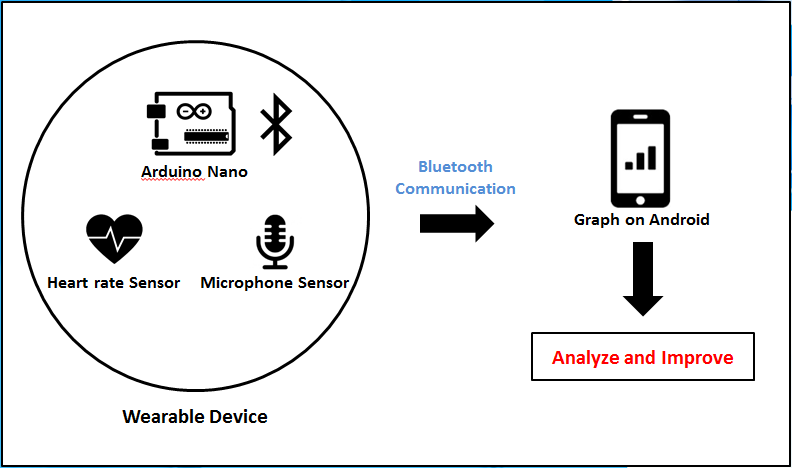 Arduino Nano
Heart rate Sensor
Microphone Sensor
Wearable Device
Bluetooth
Communication
Graph on Android
Analyze and Improve